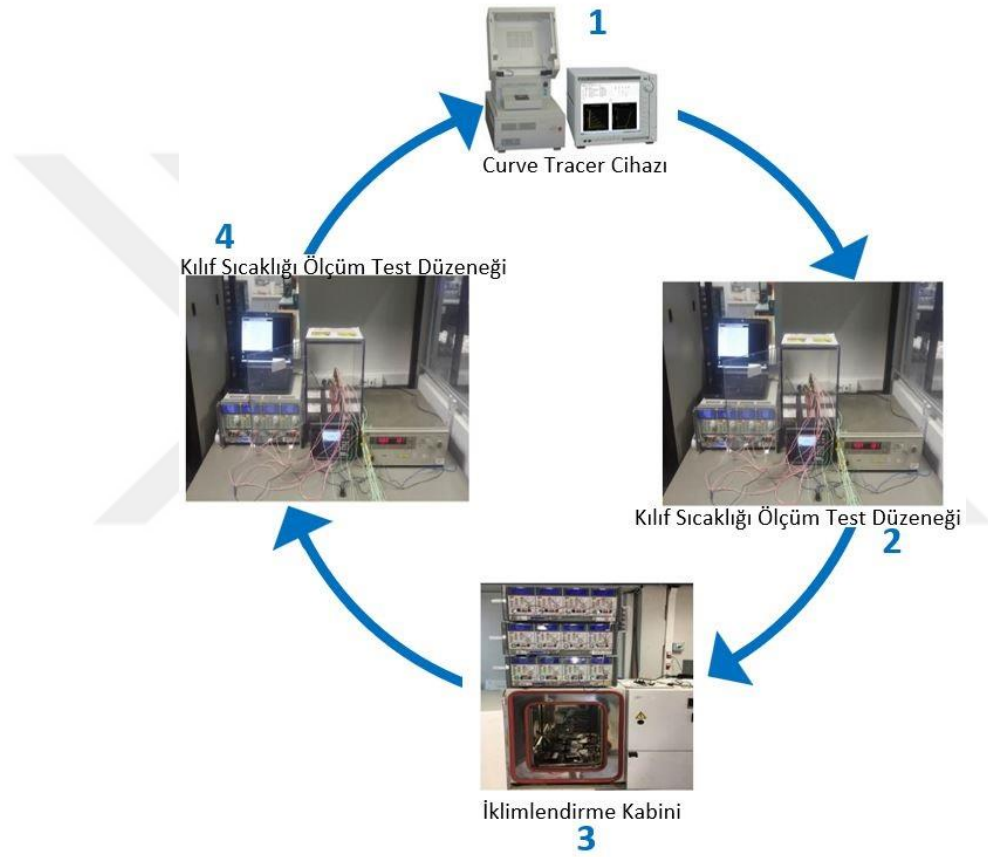 1
Curve Tracer Cihazı
4
Kılıf Sıcaklığı Ölçüm Test Düzeneği
Kılıf Sıcaklığı Ölçüm Test Düzeneği
2
İklimlendirme Kabini
3